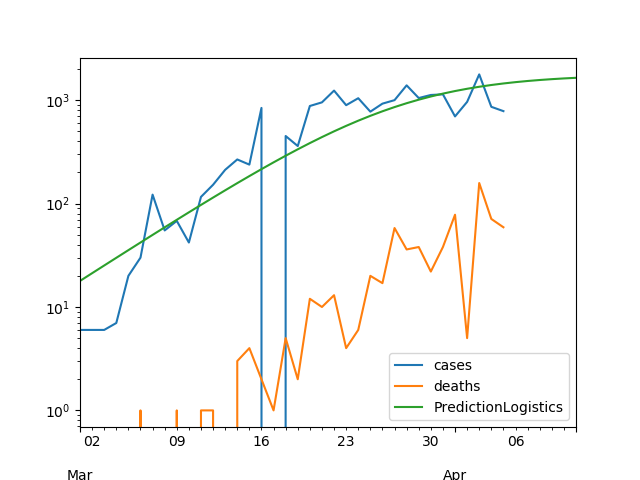 10³
10²
10¹
10⁰
cases
deaths
PredictionLogistics
02 09 16 23 30 06
Mar Apr